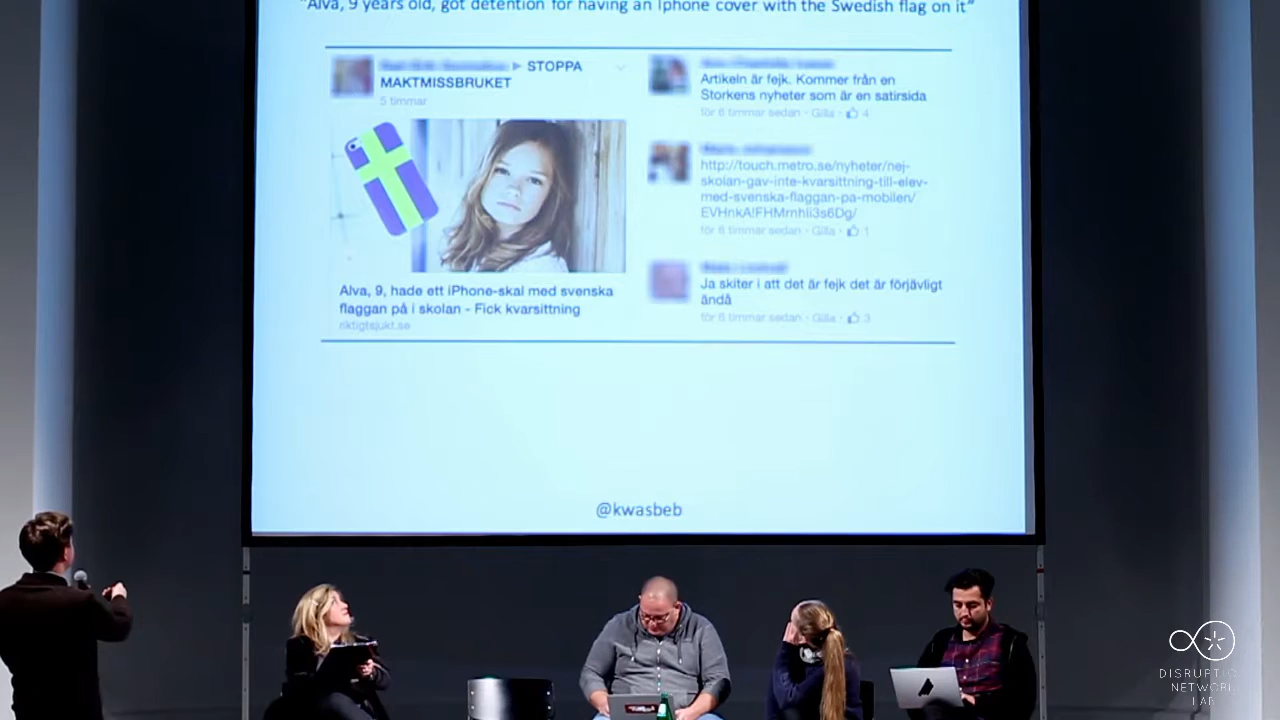 "Alva, 9 years old, got detention for having an Iphone cover with the Swedish flag on it"
STOPPA
MAKTMISSBRUKET
5 timmar
Alva, 9, hade ett iPhone-skal med svenska
flaggan på i skolan - Fick kvarsittning
riktigtsjukt.se
Artikeln är fejk. Kommer från en
Storkens nyheter som är en satirsida
för 6 timmar sedan · Gilla · 4
http://touch.metro.se/nyheter/nej-
skolan-gav-inte-kvarsittning-till-elev-
med-svenska-flaggan-pa-mobilen/
för 6 timmar sedan · Gilla · 1
Ja skiter i att det är fejk det är förjävligt
ändå
för 6 timmar sedan · Gilla · 3
@kwasbeb
DISRUPTION
NETWORK
LAB